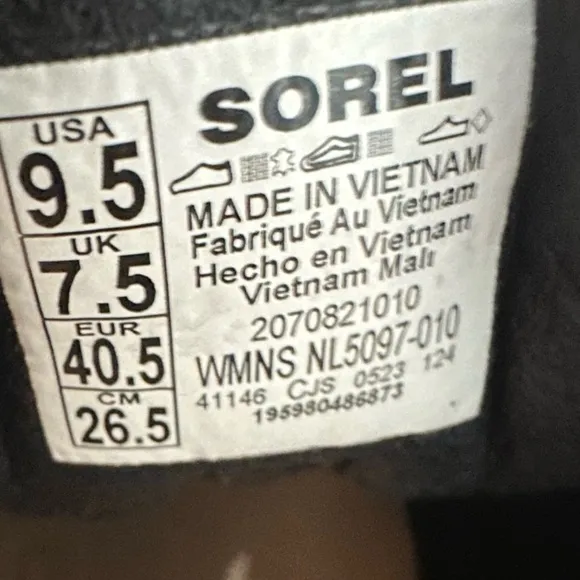 SOREL
USA
9.5
UK
7.5
EUR
40.5
CM
26.5
MADE IN VIETNAM
Fabriqué Au Vietnam
Hecho en Vietnam
Vietnam Malı
2070821010
WMNS NL5097-010
41146 CJS 0523 124
195980486873